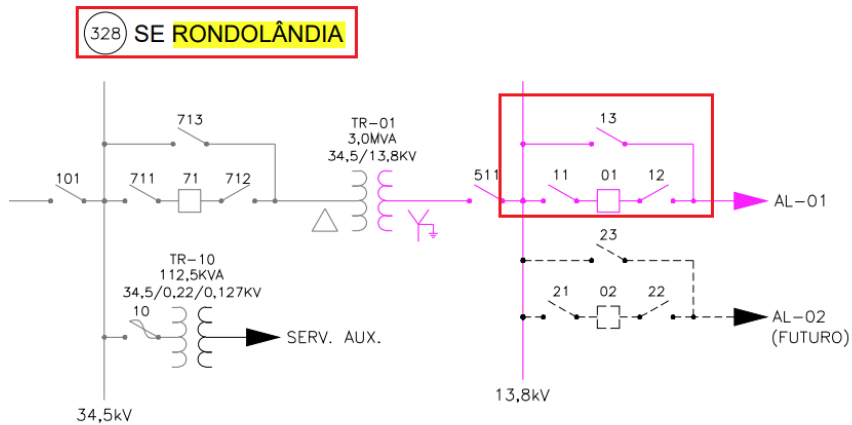 328 SE RONDOLÂNDIA
713
TR-01
3,0MVA
34,5/13,8KV
13
101
711
71
712
511
11
01
12
AL-01
TR-10
112,5KVA
34,5/0,22/0,127KV
10
SERV. AUX.
23
21
02
22
AL-02
(FUTURO)
34,5kV
13,8kV